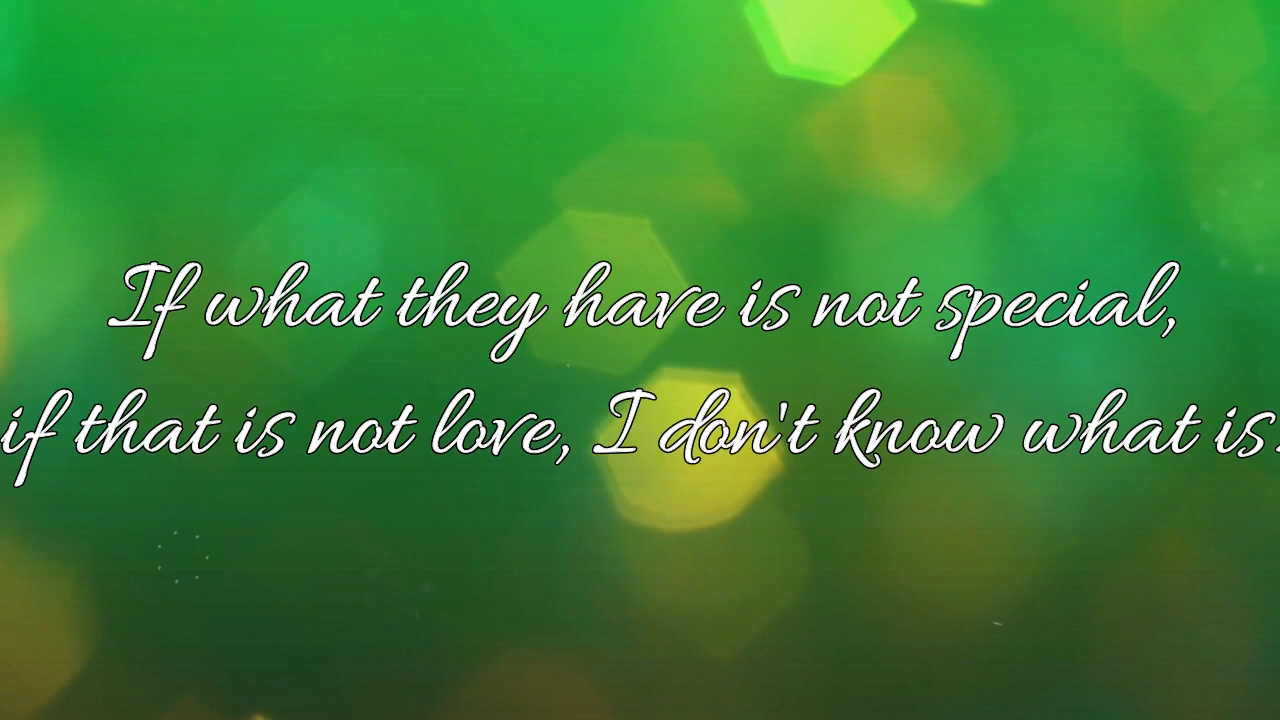 If what they have is not special,
if that is not love, I don't know what is.